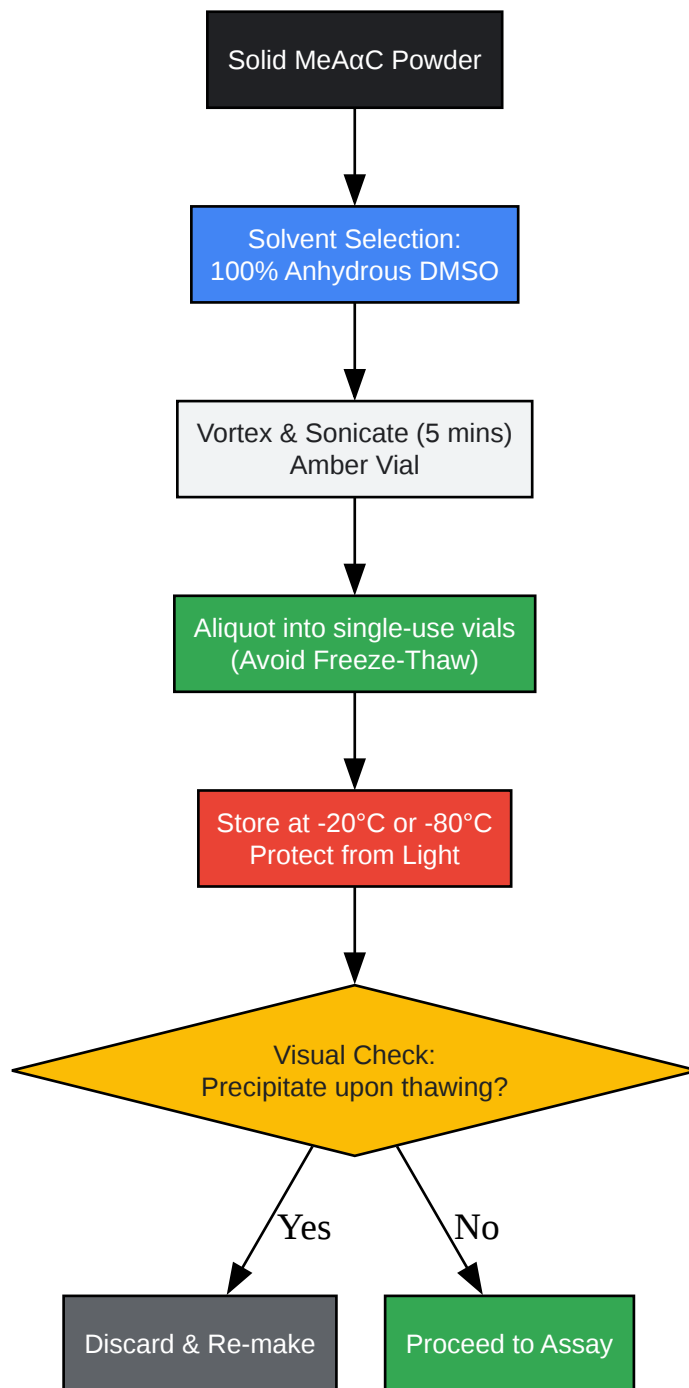 Solid MeAαC Powder
Solvent Selection:
100% Anhydrous DMSO
Vortex & Sonicate (5 mins)
Amber Vial
Aliquot into single-use vials
(Avoid Freeze-Thaw)
Store at -20°C or -80°C
Protect from Light
Visual Check:
Precipitate upon thawing?
Yes
No
Discard & Re-make
Proceed to Assay